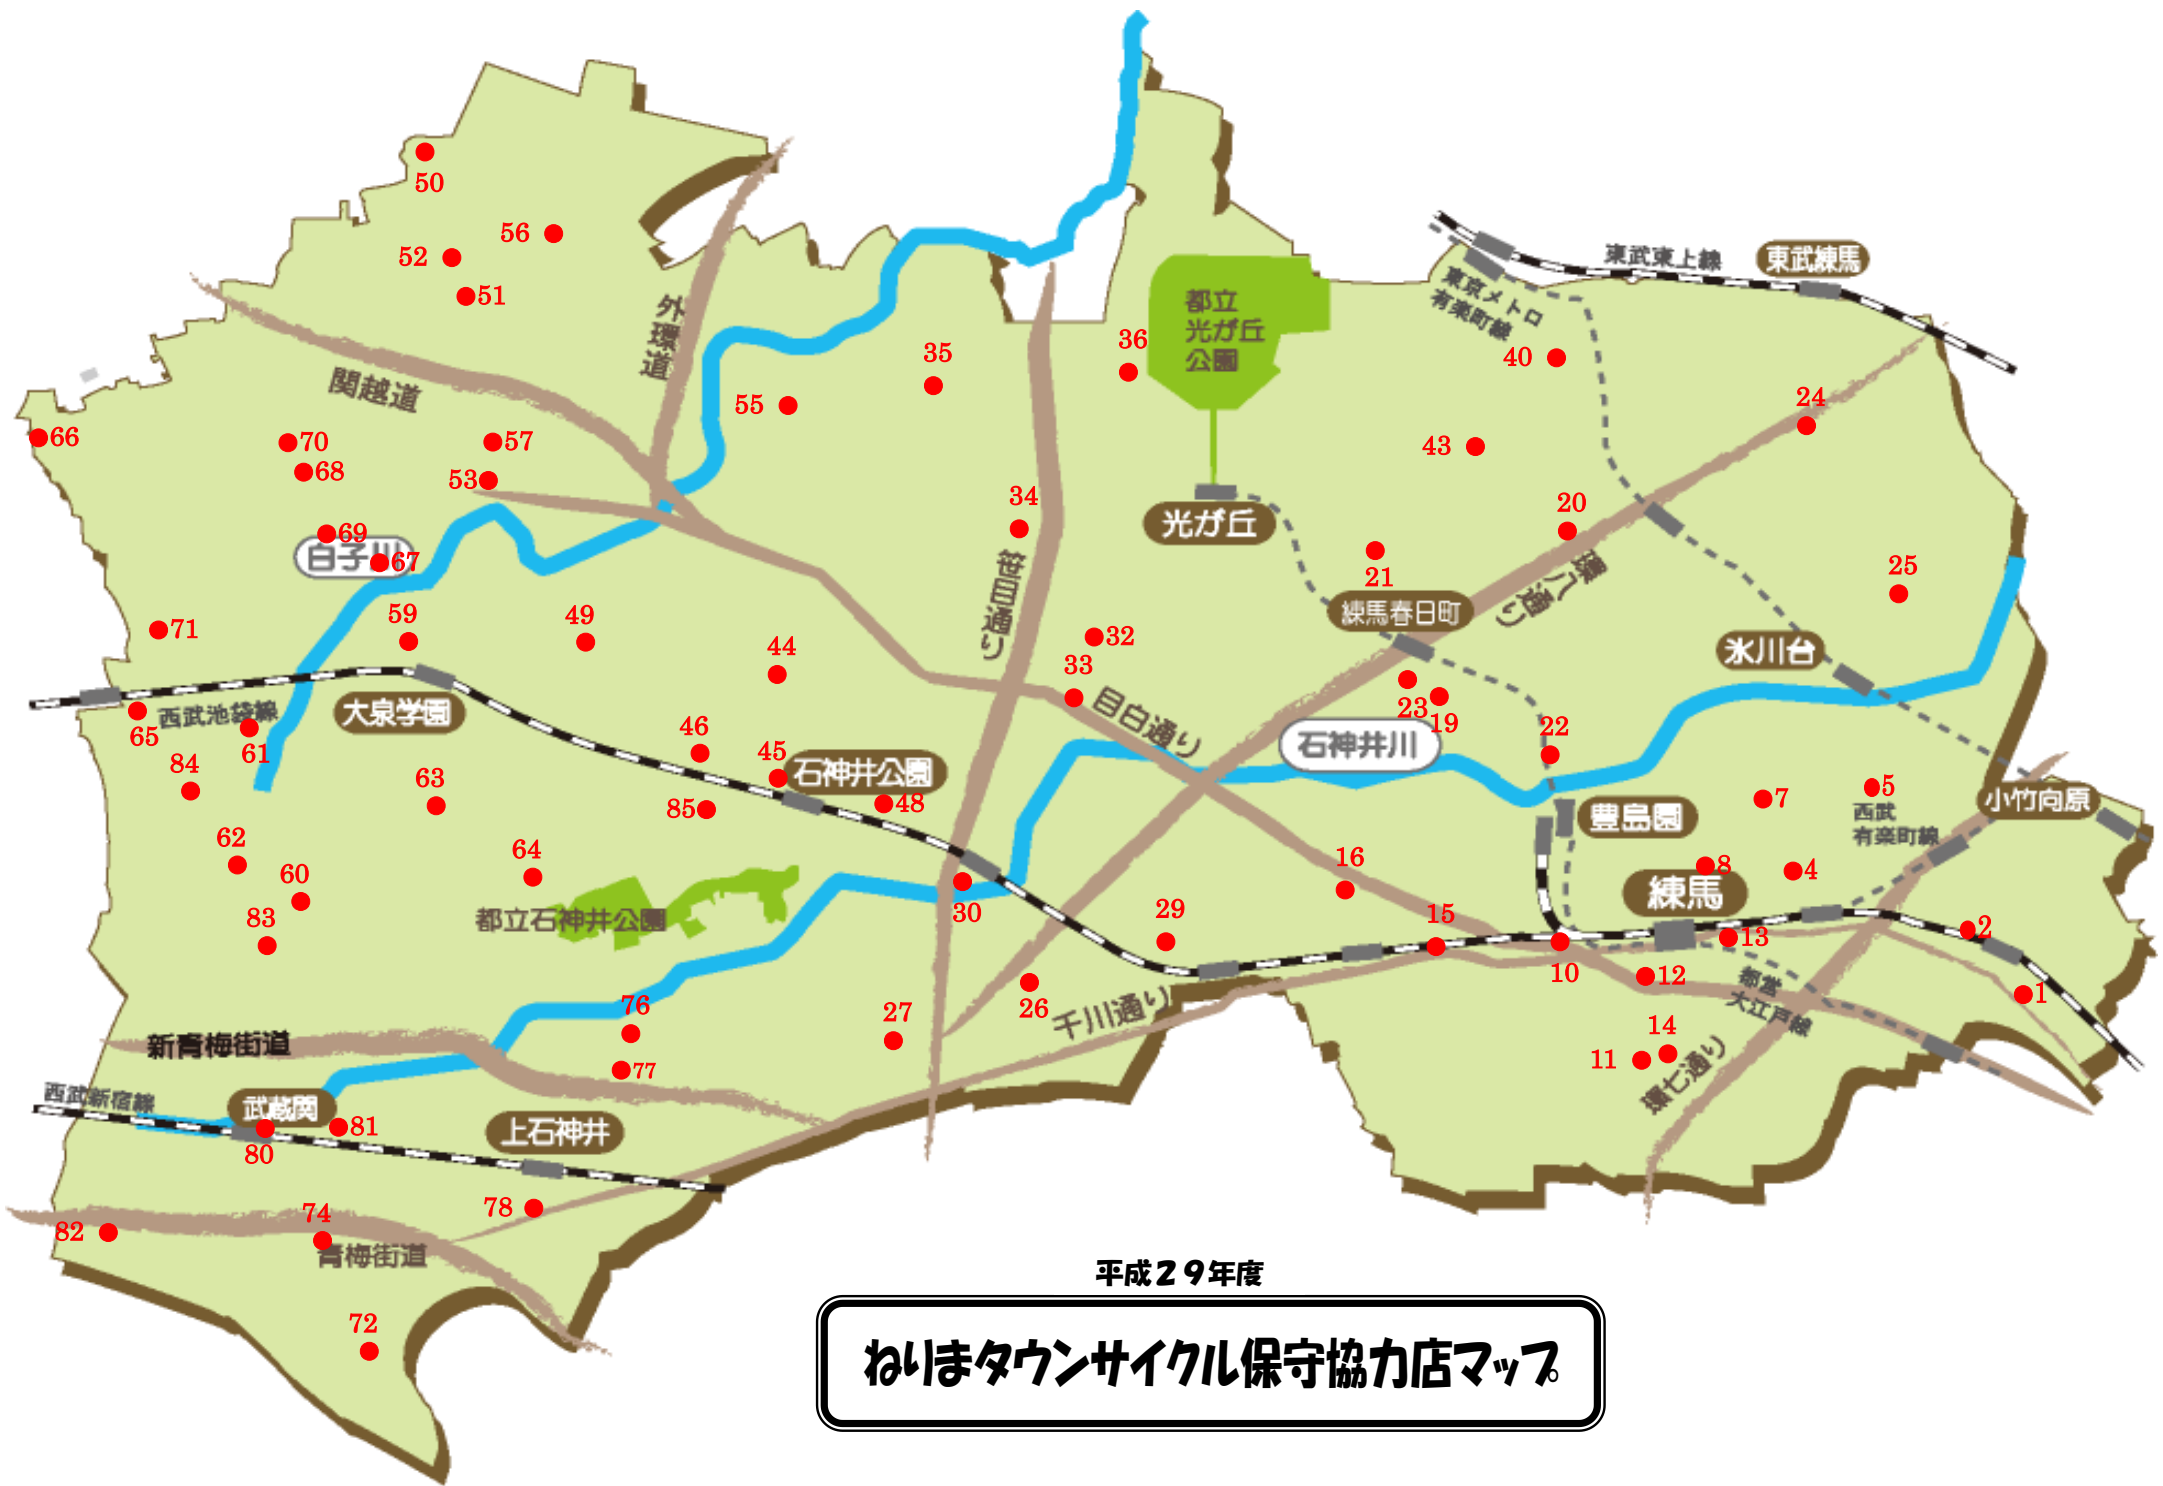 50
56
52
51
東武東上線
東武練馬
東京メトロ
有楽町線
外環道
都立
光が丘
公園
36
35
40
関越道
55
24
66
70
57
43
68
53
34
20
光が丘
69
白子川
67
笹目通り
21
環八通り
25
練馬春日町
71
59
49
44
32
33
氷川台
大泉学園
西武池袋線
65
61
目白通り
23
19
22
石神井川
46
45
84
石神井公園
63
85
48
7
5
小竹向原
豊島園
西武
有楽町線
62
64
16
8
4
60
練馬
都立石神井公園
83
30
29
15
2
13
10
12
26
都営
大江戸線
1
76
27
千川通り
新青梅街道
77
14
11
環七通り
西武新宿線
武蔵関
81
上石神井
80
78
74
82
青梅街道
72
平成29年度
ねりまタウンサイクル保守協力店マップ